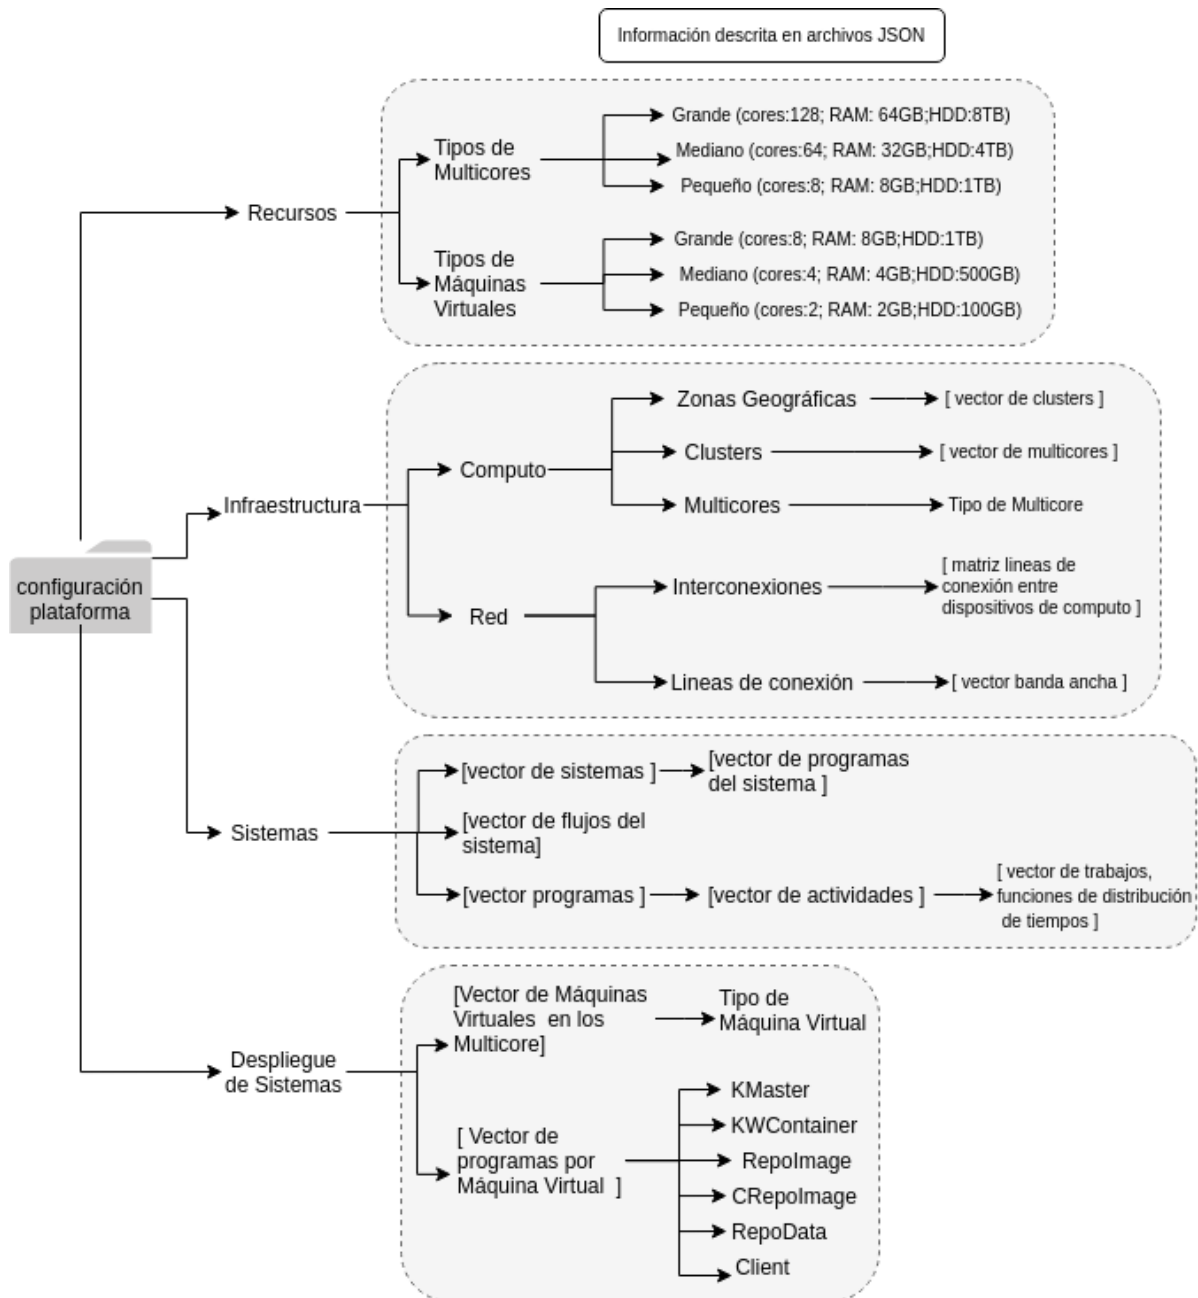 Información descrita en archivos JSON
Grande (cores:128; RAM: 64GB;HDD:8TB)
Tipos de
Multicores
Mediano (cores:64; RAM: 32GB;HDD:4TB)
Pequeño (cores:8; RAM: 8GB;HDD:1TB)
Recursos
Grande (cores:8; RAM: 8GB;HDD:1TB)
Tipos de
Máquinas
Virtuales
Mediano (cores:4; RAM: 4GB;HDD:500GB)
Pequeño (cores:2; RAM: 2GB;HDD:100GB)
Zonas Geográficas
[ vector de clusters ]
Computo
Clusters
[ vector de multicores ]
Infraestructura
Multicores
Tipo de Multicore
configuración
plataforma
Red
Interconexiones
[ matriz lineas de
conexión entre
dispositivos de computo ]
Lineas de conexión
[ vector banda ancha ]
[vector de sistemas ]
[vector de programas
del sistema ]
Sistemas
[vector de flujos del
sistema]
[vector programas ]
[vector de actividades ]
[ vector de trabajos,
funciones de distribución
de tiempos ]
[Vector de Máquinas
Virtuales  en los
Multicore]
Tipo de
Máquina Virtual
Despliegue
de Sistemas
[ Vector de
programas por
Máquina Virtual  ]
KMaster
KWContainer
RepoImage
CRepoImage
RepoData
Client